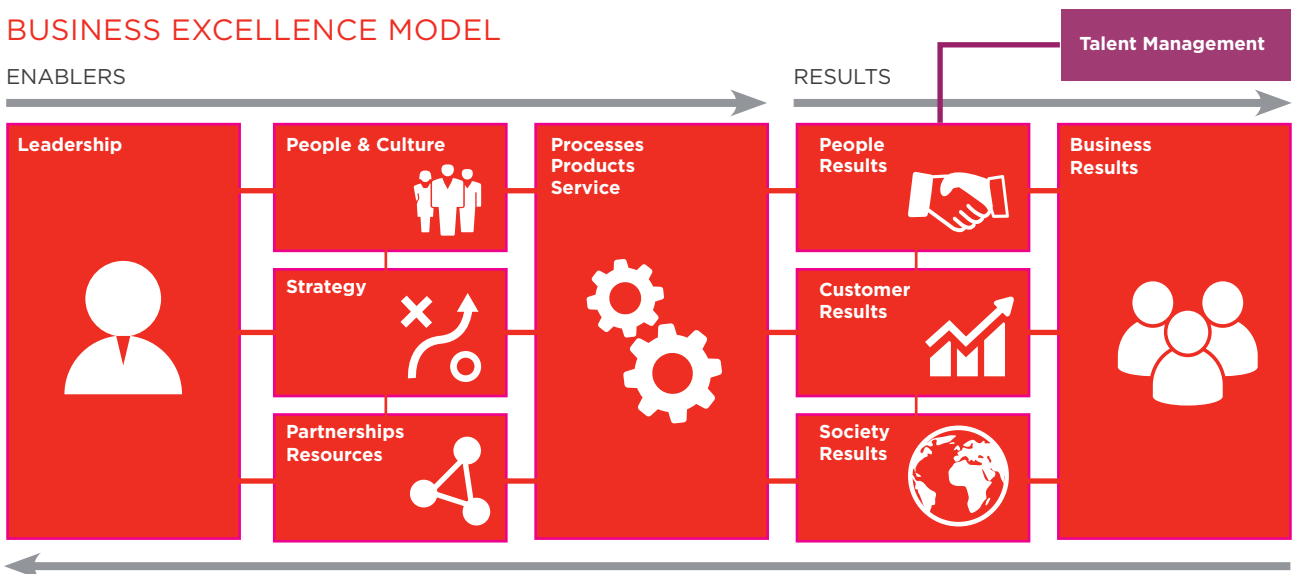 BUSINESS EXCELLENCE MODEL
Talent Management
ENABLERS
RESULTS
Leadership
People & Culture
Processes
Products
Service
People
Results
Business
Results
Strategy
Customer
Results
Partnerships
Resources
Society
Results